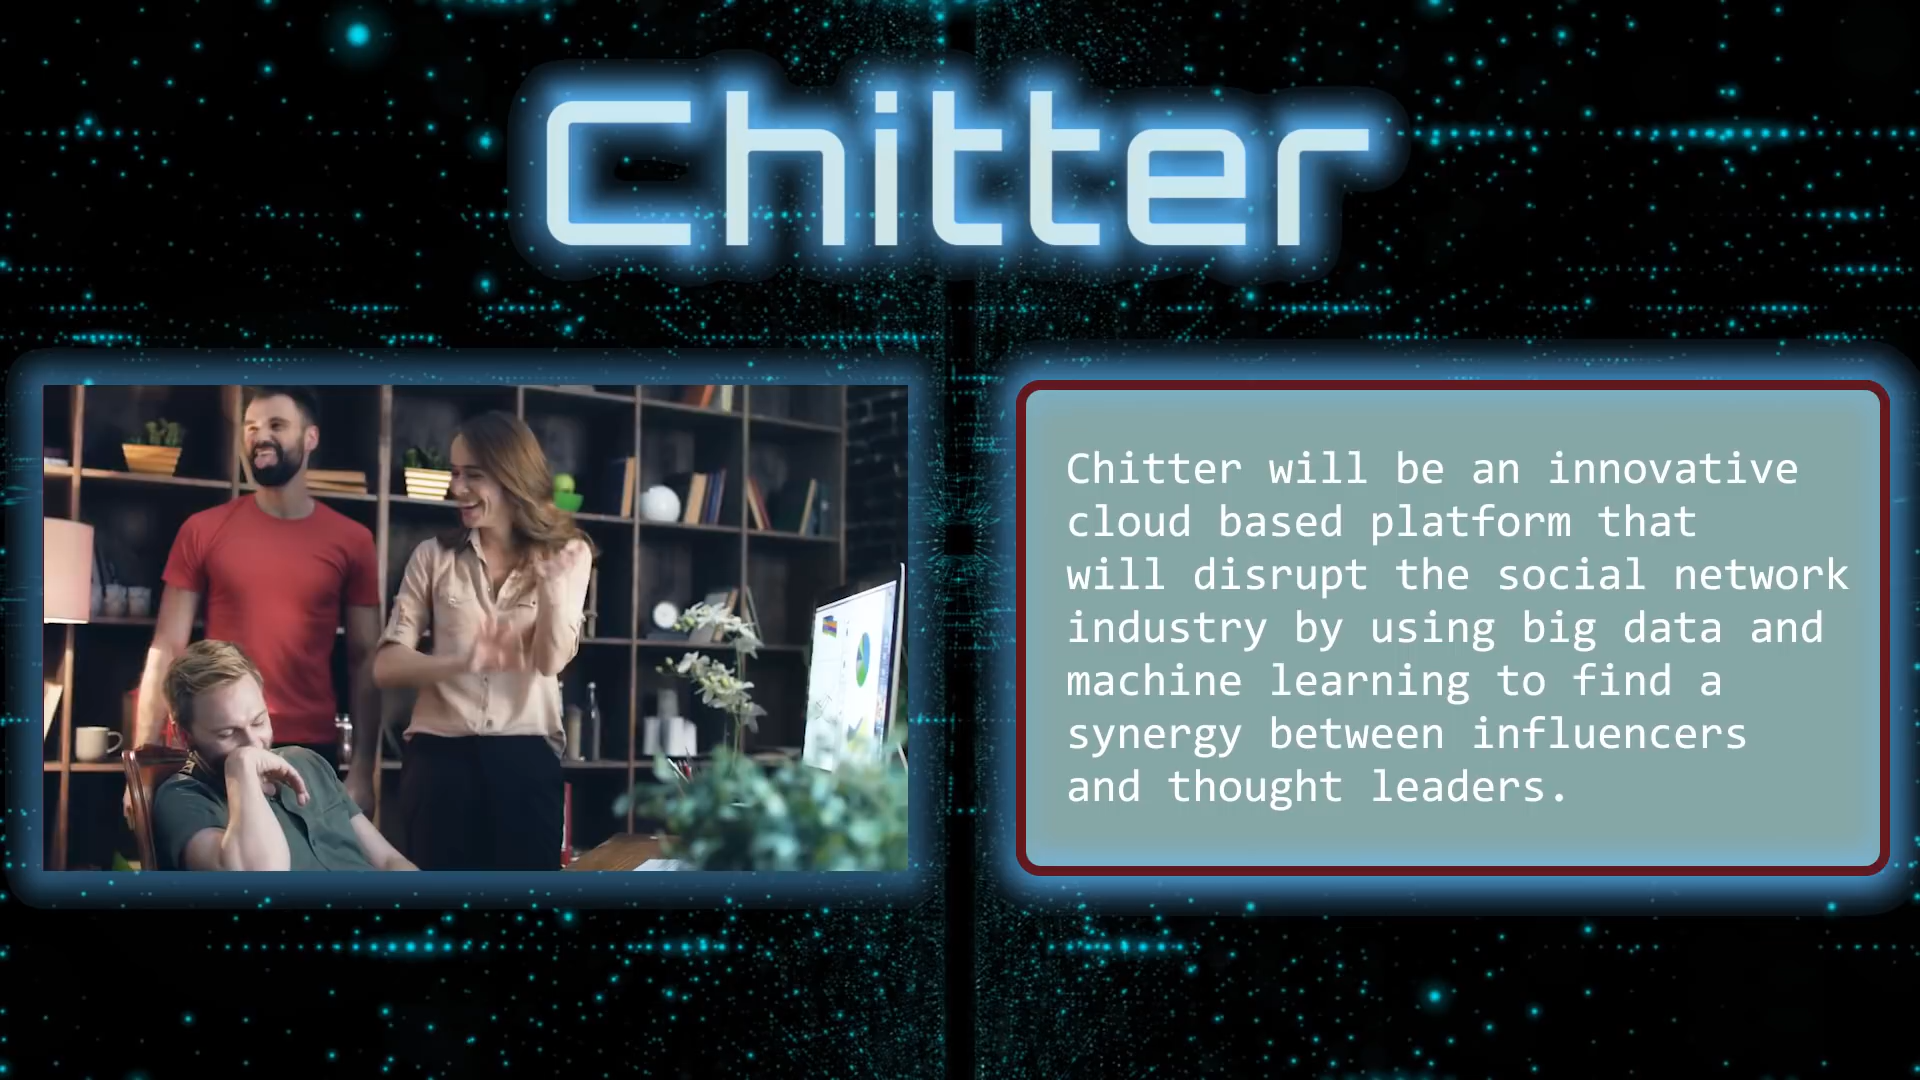 Chitter
Chitter will be an innovative
cloud based platform that
will disrupt the social network
industry by using big data and
machine learning to find a
synergy between influencers
and thought leaders.